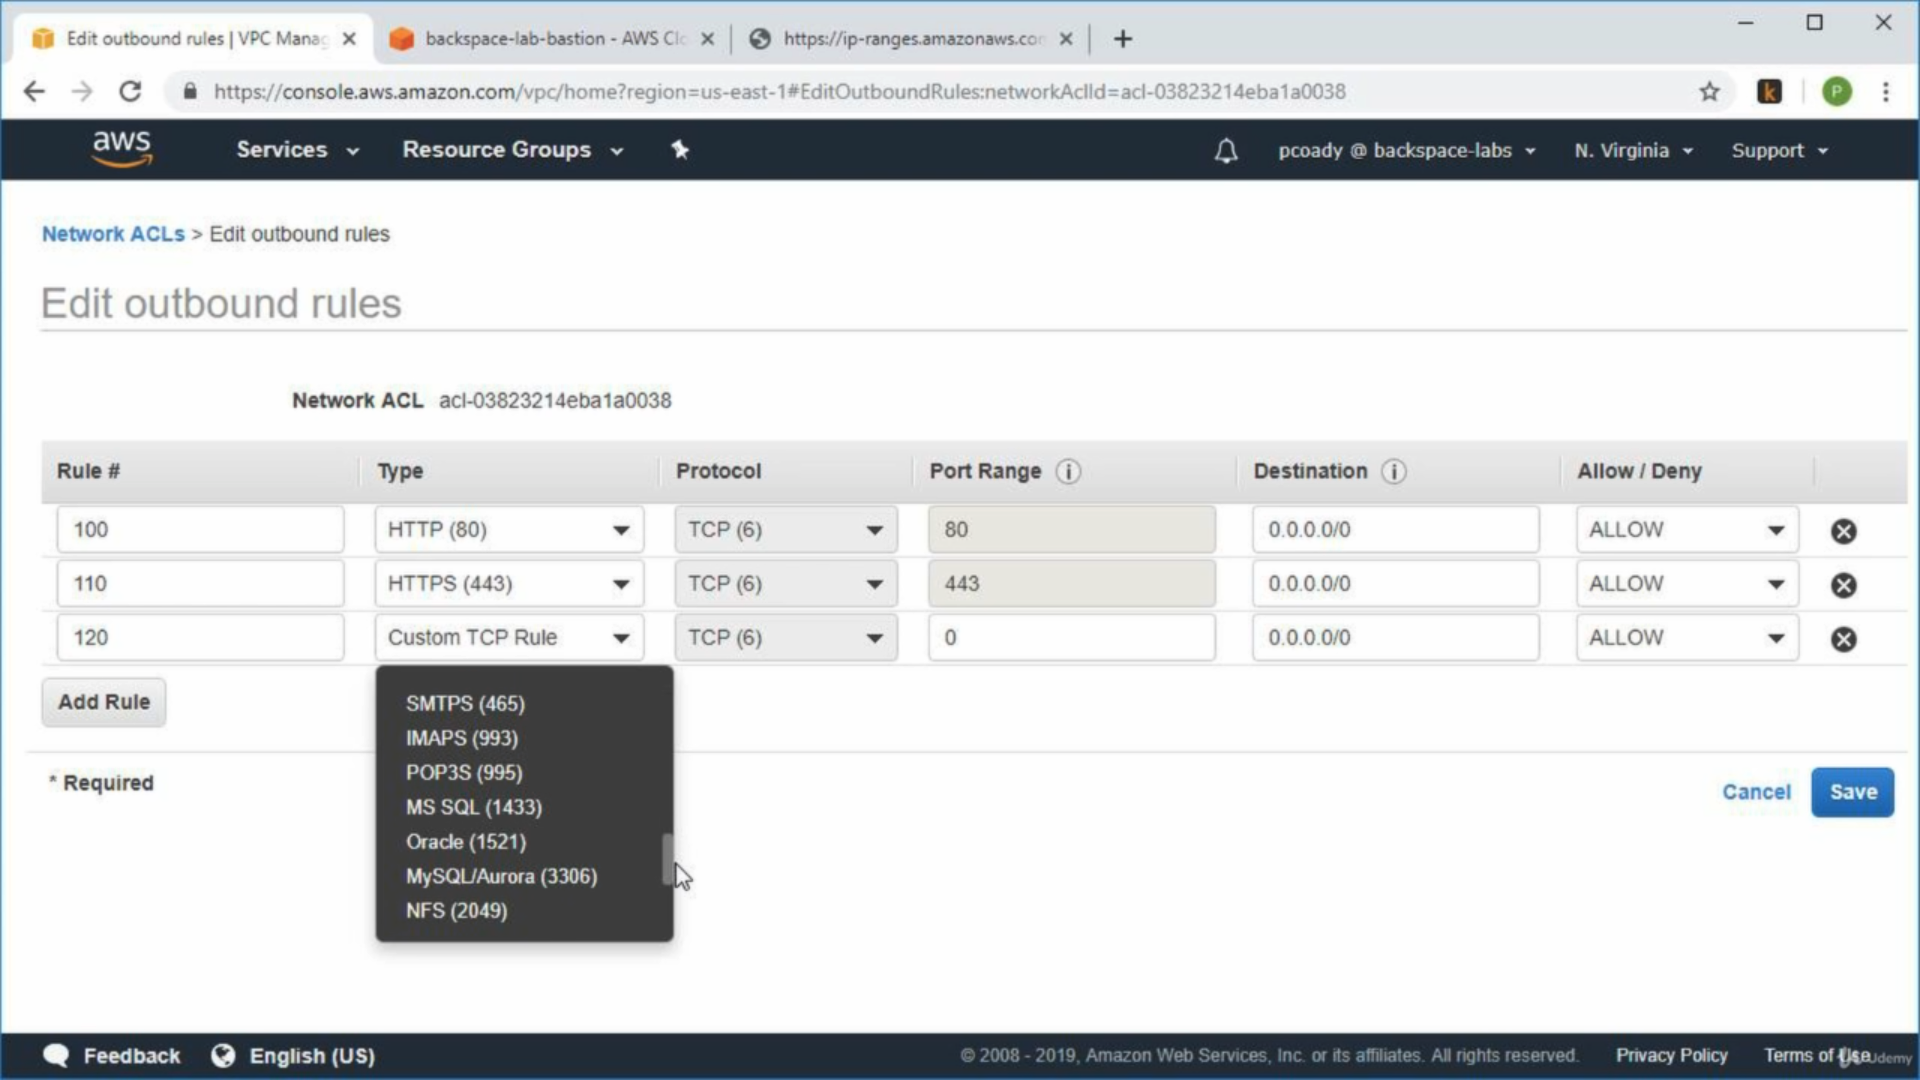 Edit outbound rules | VPC Manag
backspace-lab-bastion - AWS Clo
https://ip-ranges.amazonaws.com
https://console.aws.amazon.com/vpc/home?region=us-east-1#EditOutboundRules:networkAclId=acl-03823214eba1a0038
k
P
aws
Services
Resource Groups
pcoady @ backspace-labs
N. Virginia
Support
Network ACLs > Edit outbound rules
Edit outbound rules
Network ACL acl-03823214eba1a0038
Rule # Type Protocol Port Range i Destination i Allow / Deny
100 HTTP (80) TCP (6) 80 0.0.0.0/0 ALLOW
110 HTTPS (443) TCP (6) 443 0.0.0.0/0 ALLOW
120 Custom TCP Rule TCP (6) 0 0.0.0.0/0 ALLOW
Add Rule
SMTPS (465)
IMAPS (993)
POP3S (995)
MS SQL (1433)
Oracle (1521)
MySQL/Aurora (3306)
NFS (2049)
* Required
Cancel
Save
Feedback
English (US)
© 2008 - 2019, Amazon Web Services, Inc. or its affiliates. All rights reserved.
Privacy Policy
Terms of Use
Udemy